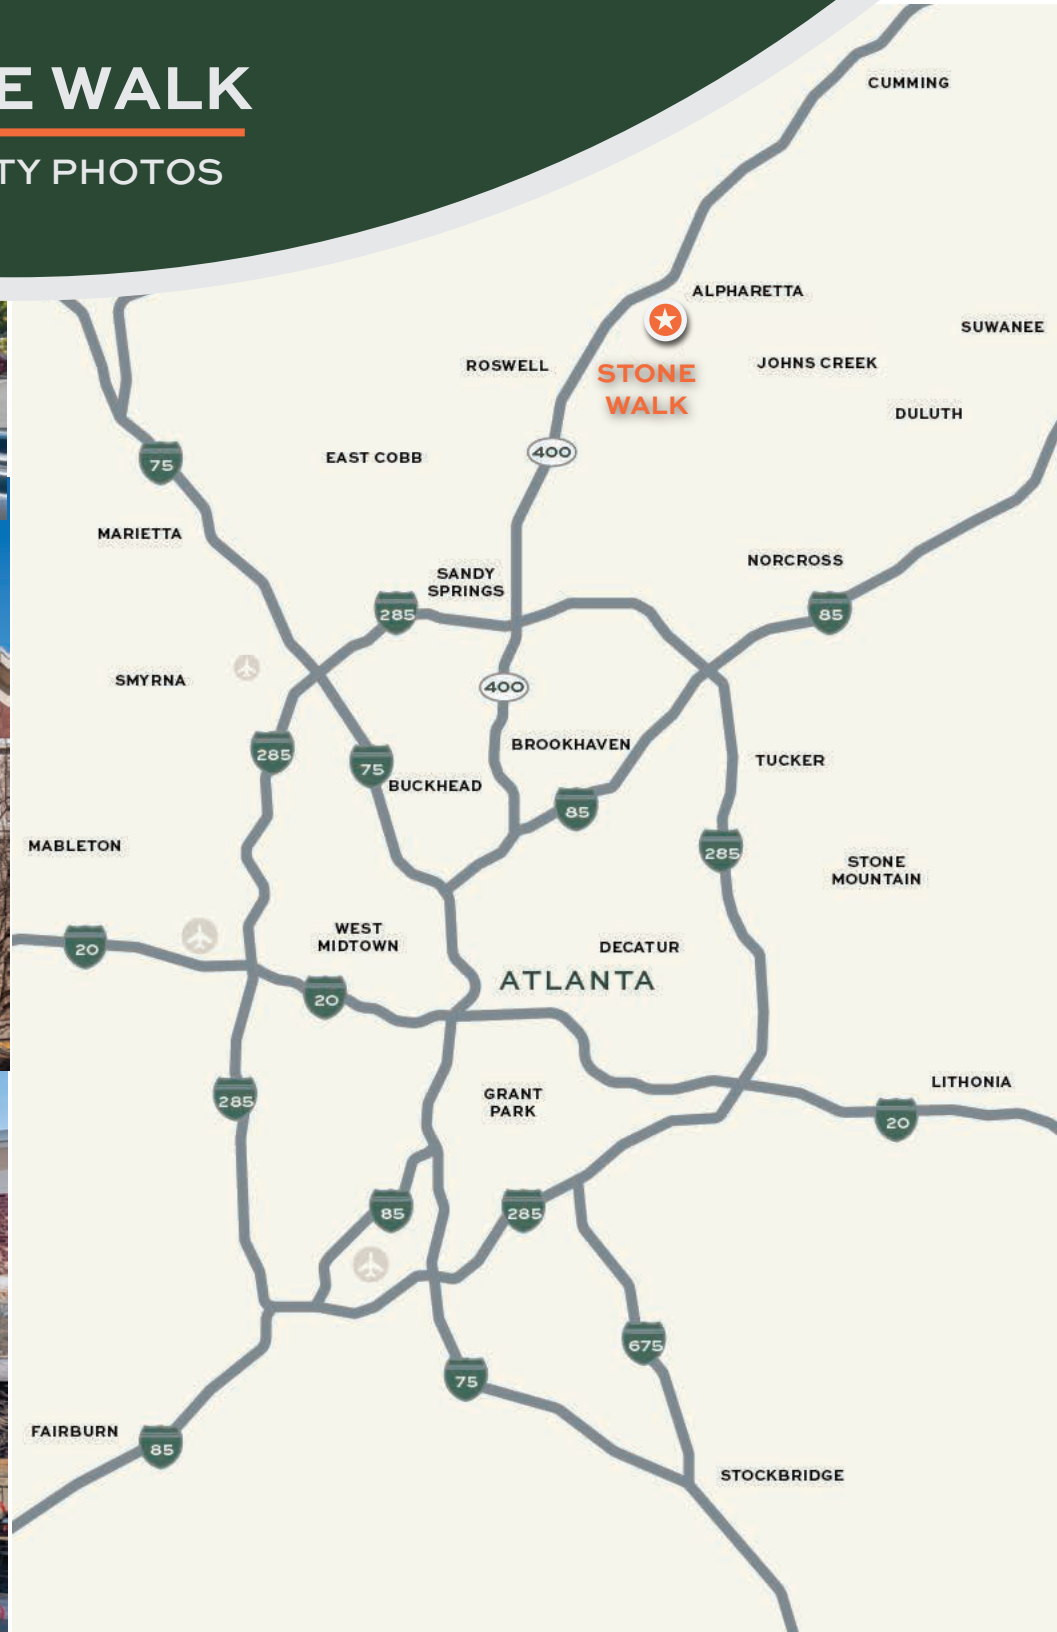 E WALK
TY PHOTOS
CUMMING
ALPHARETTA
SUWANEE
ROSWELL
STONE
WALK
JOHNS CREEK
DULUTH
400
EAST COBB
75
MARIETTA
NORCROSS
SANDY
SPRINGS
285
85
SMYRNA
400
BROOKHAVEN
285
75
TUCKER
BUCKHEAD
85
MABLETON
285
STONE
MOUNTAIN
WEST
MIDTOWN
20
DECATUR
ATLANTA
20
LITHONIA
285
GRANT
PARK
20
85
285
675
75
FAIRBURN
85
STOCKBRIDGE